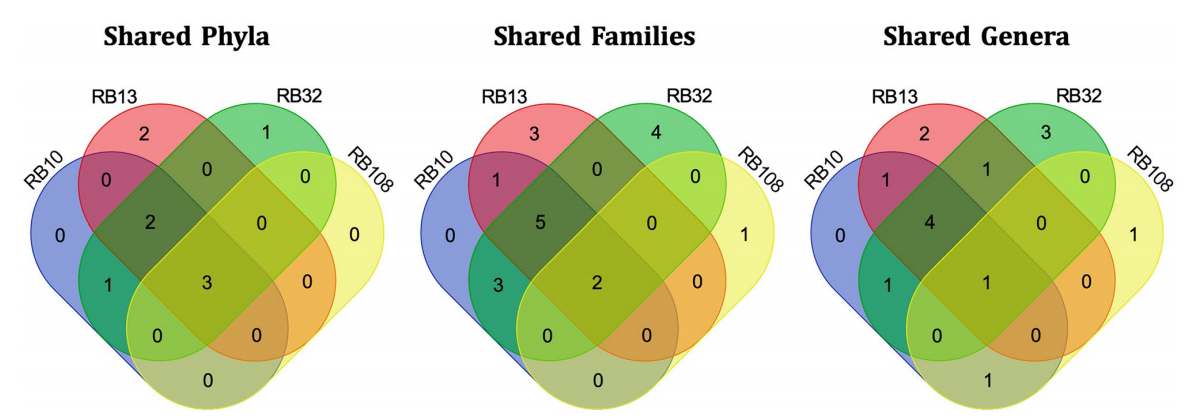 Shared Phyla Shared Families Shared Genera
RB13 RB32 RB13 RB32 RB13 RB32
RB10 RB108 RB10 RB108 RB10 RB108
2 1 3 4 2 3
0 0 0 1 0 0 1 1 0
2 0 5 0 4 0
0 0 0 1 0 1
1 3 0 3 2 0 1 1 0
0 0 0 0 0 0
0 0 1